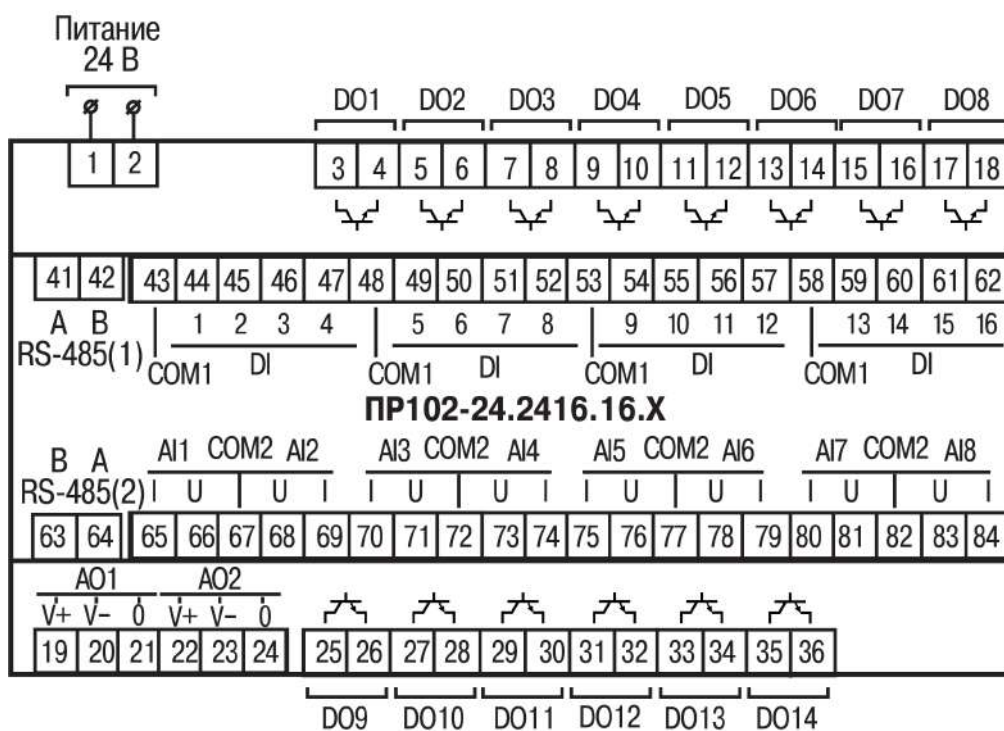 Питание
24 В
DO1 DO2 DO3 DO4 DO5 DO6 DO7 DO8
1 2 3 4 5 6 7 8 9 10 11 12 13 14 15 16 17 18
41 42 43 44 45 46 47 48 49 50 51 52 53 54 55 56 57 58 59 60 61 62
A B 1 2 3 4 5 6 7 8 9 10 11 12 13 14 15 16
RS-485(1) COM1 DI COM1 DI COM1 DI COM1 DI
ПР102-24.2416.16.X
B A AI1 COM2 AI2 AI3 COM2 AI4 AI5 COM2 AI6 AI7 COM2 AI8
RS-485(2) I U U I I U U I I U U I I U U I
63 64 65 66 67 68 69 70 71 72 73 74 75 76 77 78 79 80 81 82 83 84
AO1 AO2
V+ V– 0 V+ V– 0
19 20 21 22 23 24 25 26 27 28 29 30 31 32 33 34 35 36
DO9 DO10 DO11 DO12 DO13 DO14